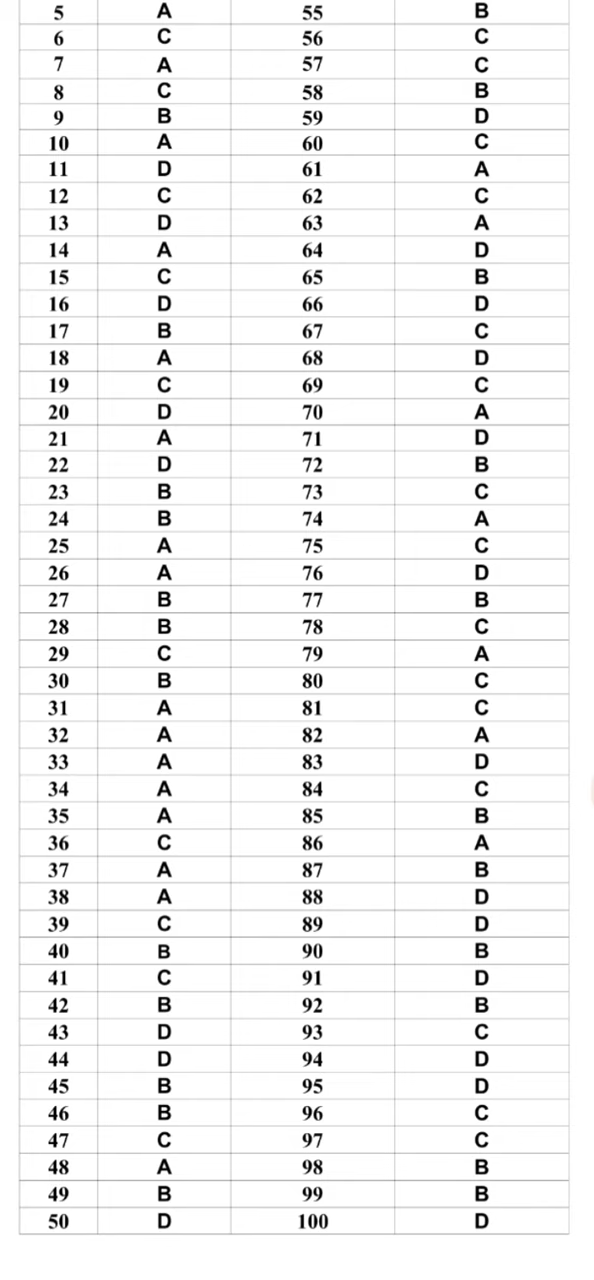 5 A 55 B
6 C 56 C
7 A 57 C
8 C 58 B
9 B 59 D
10 A 60 C
11 D 61 A
12 C 62 C
13 D 63 A
14 A 64 D
15 C 65 B
16 D 66 D
17 B 67 C
18 A 68 D
19 C 69 C
20 D 70 A
21 A 71 D
22 D 72 B
23 B 73 C
24 B 74 A
25 A 75 C
26 A 76 D
27 B 77 B
28 B 78 C
29 C 79 A
30 B 80 C
31 A 81 C
32 A 82 A
33 A 83 D
34 A 84 C
35 A 85 B
36 C 86 A
37 A 87 B
38 A 88 D
39 C 89 D
40 B 90 B
41 C 91 D
42 B 92 B
43 D 93 C
44 D 94 D
45 B 95 D
46 B 96 C
47 C 97 C
48 A 98 B
49 B 99 B
50 D 100 D